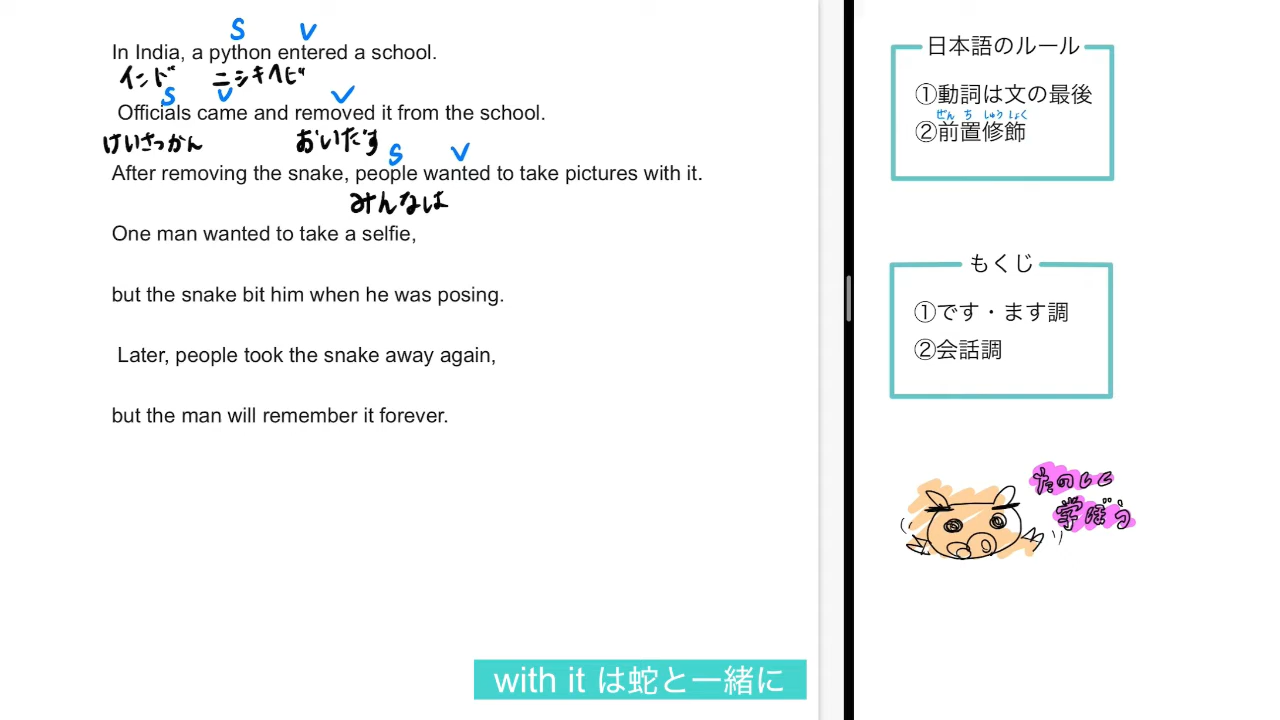 S V
In India, a python entered a school.
インド ニシキヘビ
S V V
Officials came and removed it from the school.
けいさつかん おいだす
S V
After removing the snake, people wanted to take pictures with it.
みんなは
One man wanted to take a selfie,
but the snake bit him when he was posing.
Later, people took the snake away again,
but the man will remember it forever.
with it は蛇と一緒に
日本語のルール
①動詞は文の最後
ぜん ち しゅう しょく
②前置修飾
もくじ
①です・ます調
②会話調
たのしく
学ぼう